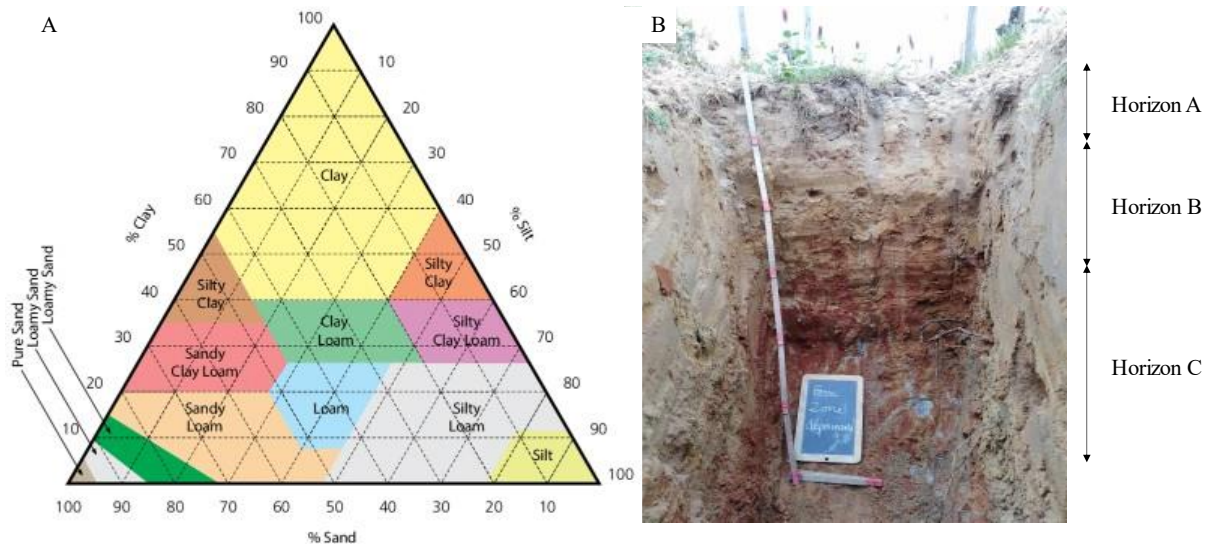 A
100
90
80
70
60
50
40
30
20
10
% Clay
10
20
30
40
50
60
70
80
90
100
% Silt
100
90
80
70
60
50
40
30
20
10
% Sand
Clay
Silty
Clay
Silty
Clay
Clay
Loam
Silty
Clay Loam
Sandy
Clay Loam
Loam
Sandy
Loam
Silty
Loam
Silt
Pure Sand
Loamy Sand
Loamy Sand
B
Zone
Horizon A
Horizon B
Horizon C